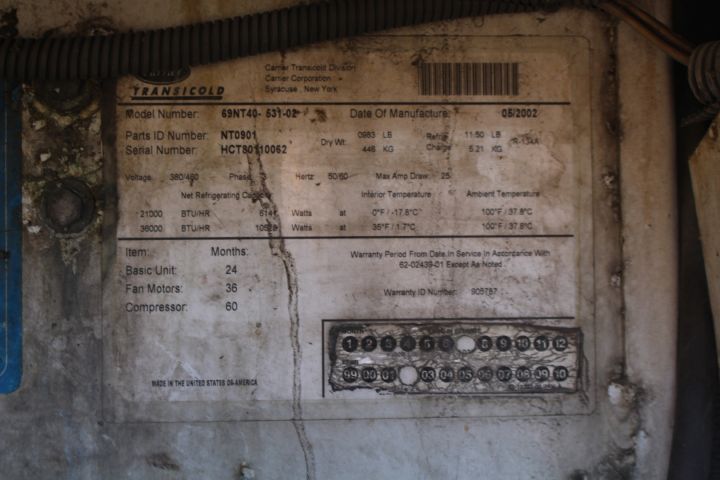 Carrier Transicold Division
Carrier Corporation
Syracuse, New York
TRANSICOLD
Model Number: 69NT40- 531-02 Date Of Manufacture: 05/2002
Parts ID Number: NT0901
Serial Number: HCT80110062
Dry Wt: 0983 LB 446 KG
Refrig. Charge 11.50 LB 5.21 KG R-134A
Voltage 380/460 Phase 3 Hertz 50/60 Max Amp Draw: 25
Net Refrigerating Capacity Interior Temperature Ambient Temperature
21000 BTU/HR Watts at 0°F / -17.8°C 100°F / 37.8°C
36000 BTU/HR Watts at 35°F / 1.7°C 100°F / 37.8°C
Item: Months:
Basic Unit: 24
Fan Motors: 36
Compressor: 60
Warranty Period From Date In Service In Accordance With
62-02439-01 Except As Noted
Warranty ID Number: 905787
1 2 3 4 5 6 8 9 10 11 12
99 00 01 03 04 05 06 07 08 09 10
MADE IN THE UNITED STATES OF AMERICA